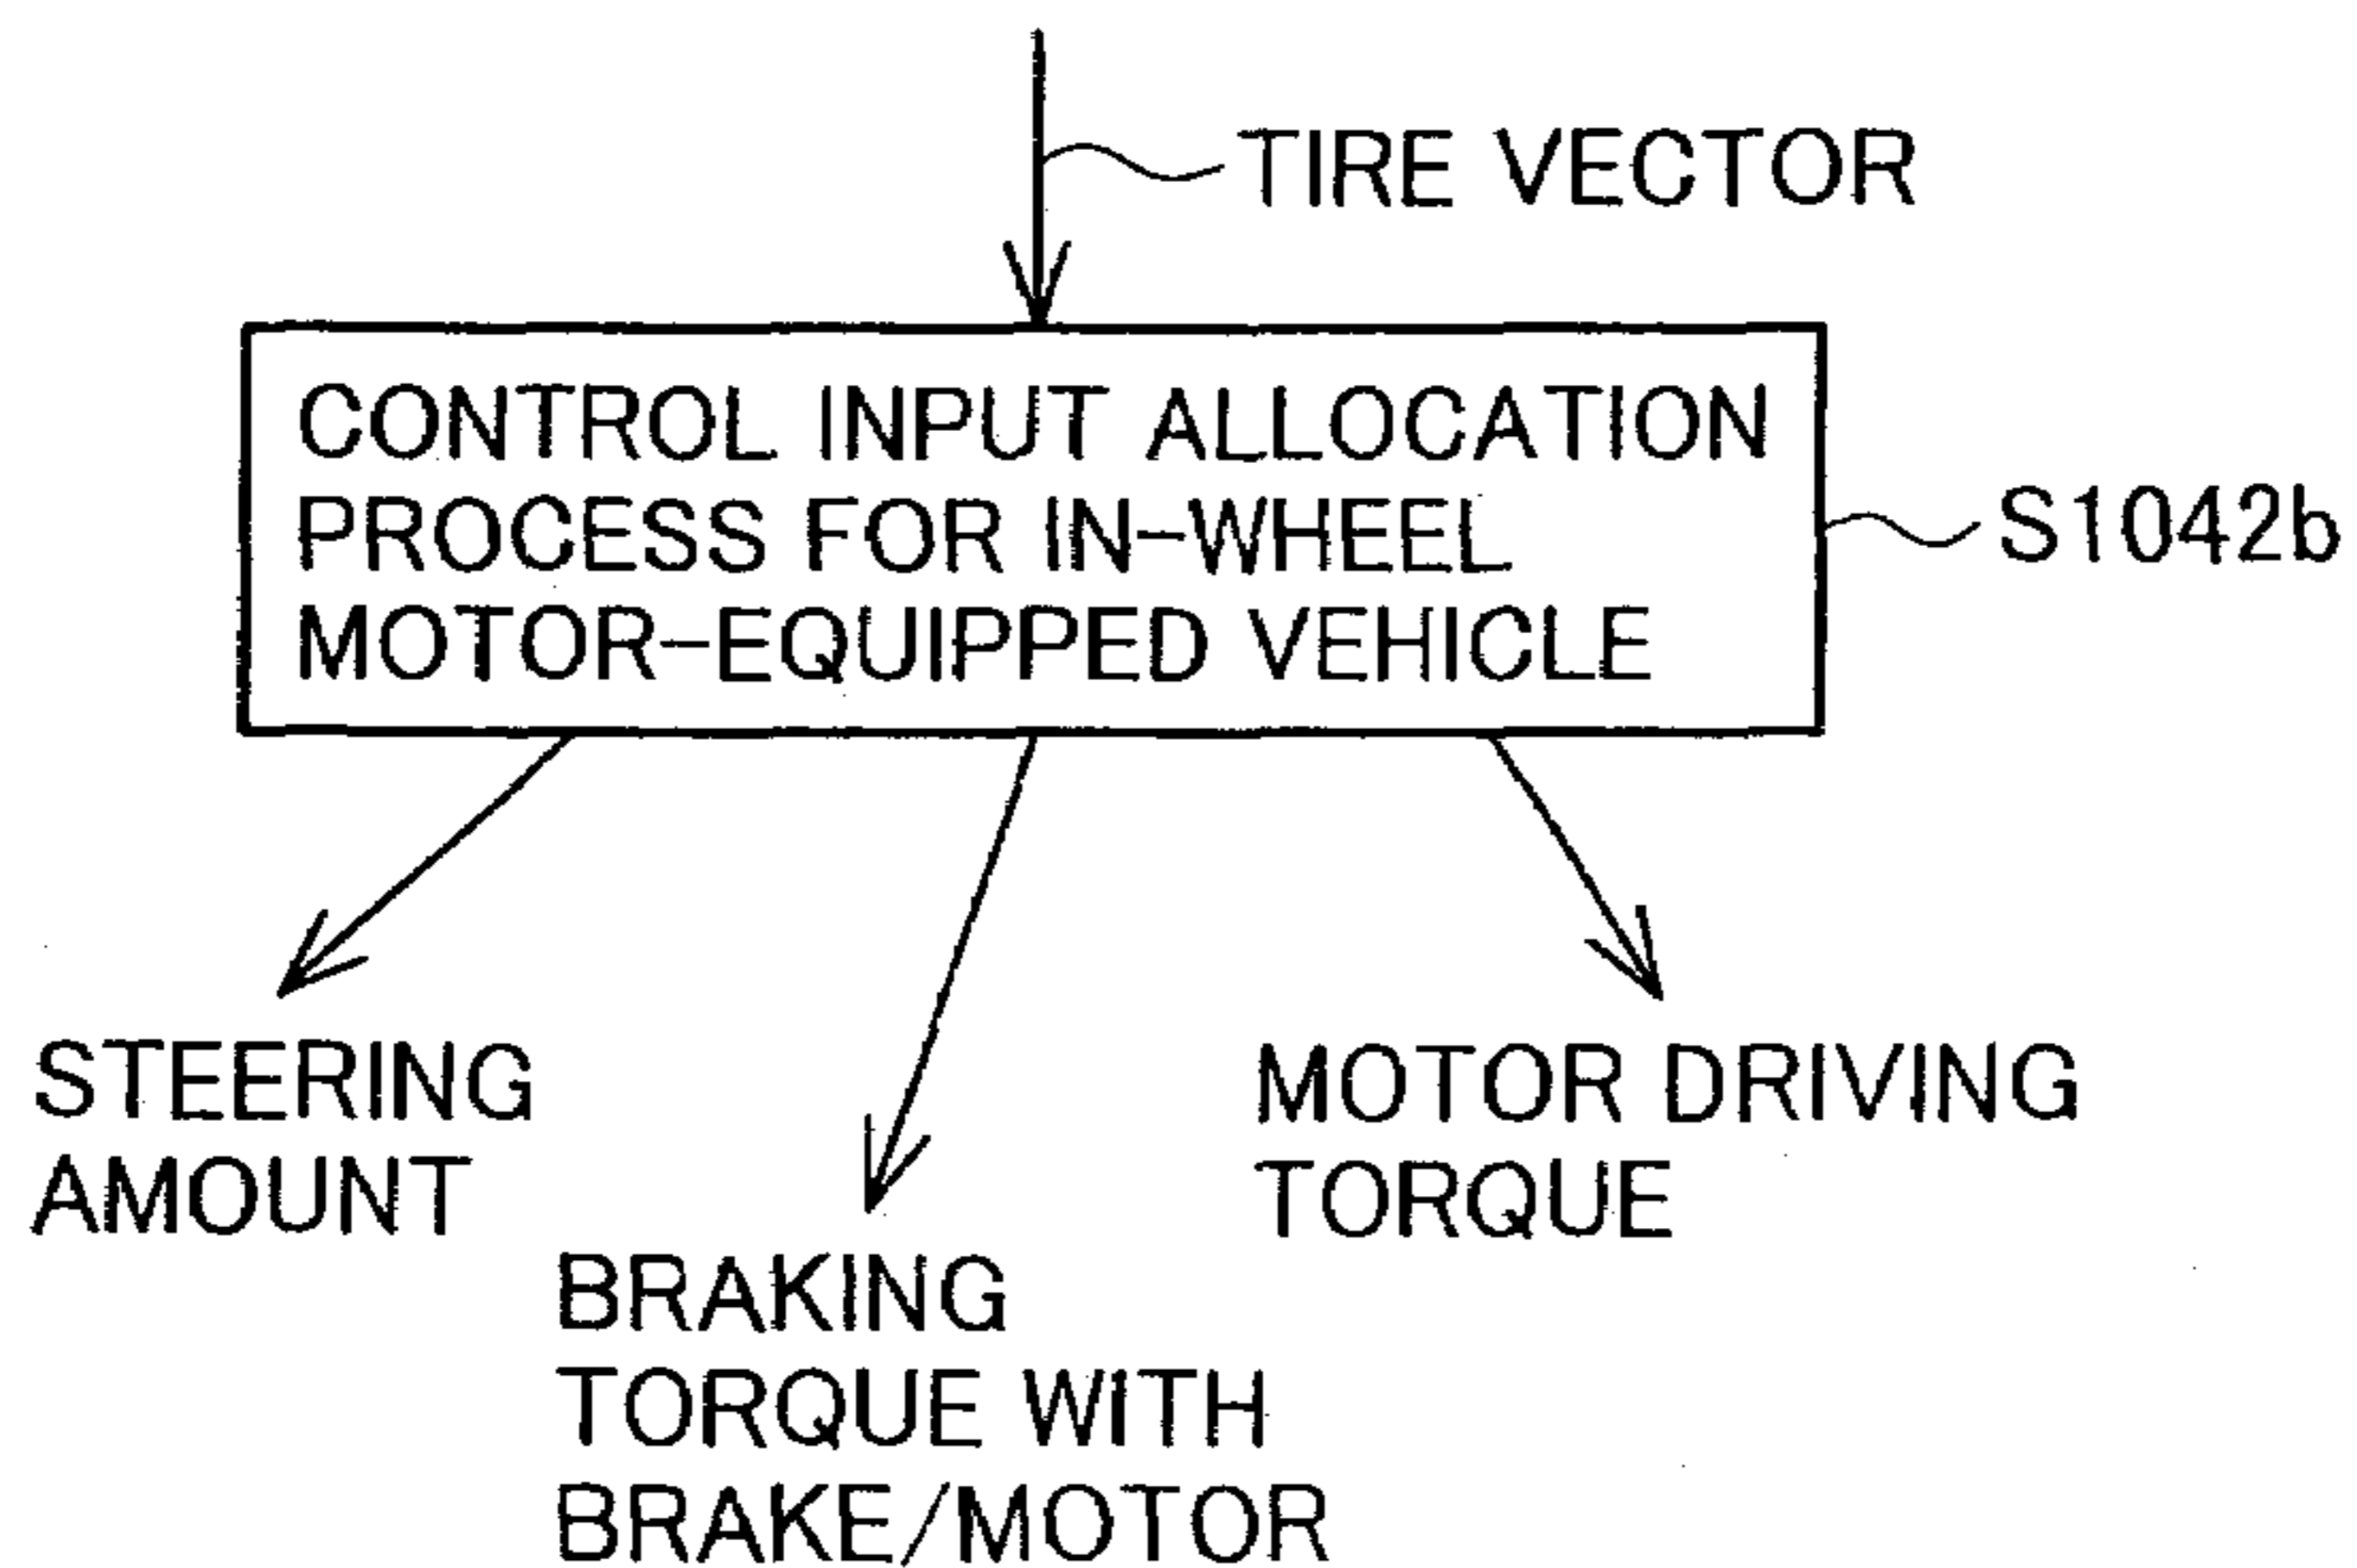 TIRE VECTOR
CONTROL INPUT ALLOCATION
PROCESS FOR IN-WHEEL
MOTOR-EQUIPPED VEHICLE
S1042b
STEERING
AMOUNT
BRAKING
TORQUE WITH
BRAKE/MOTOR
MOTOR DRIVING
TORQUE